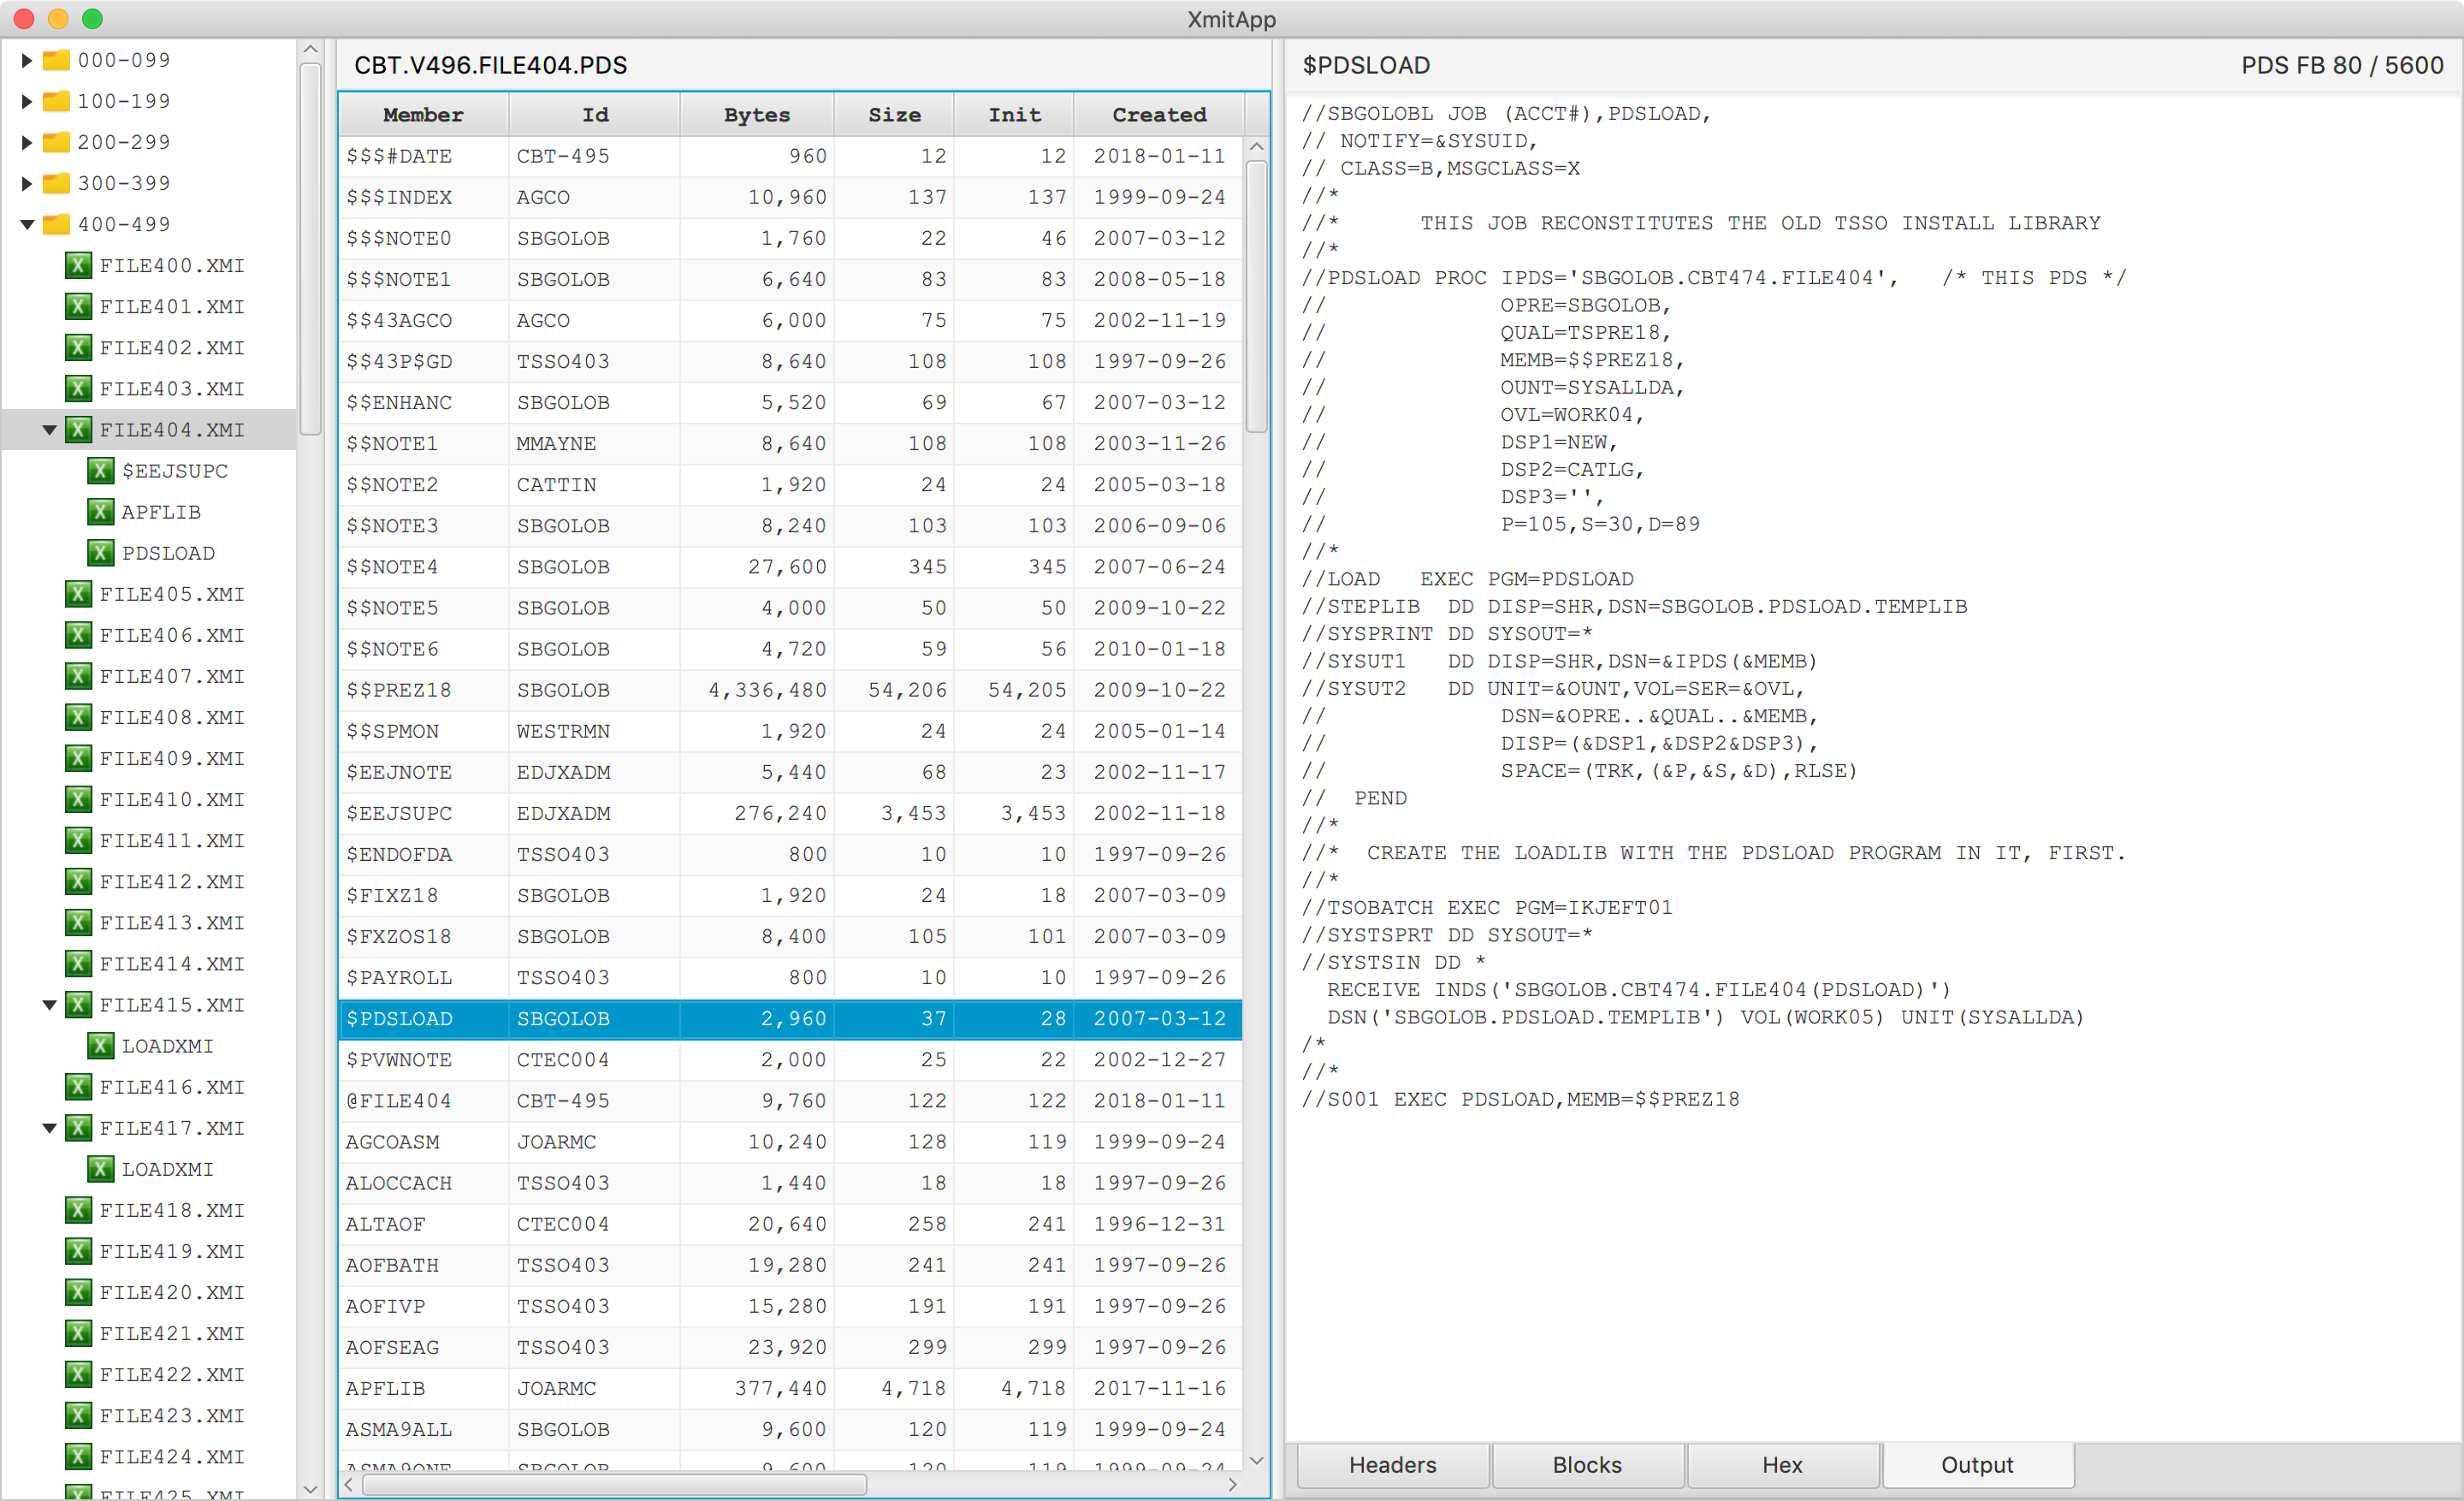 XmitApp
000-099
100-199
200-299
300-399
400-499
FILE400.XMI
FILE401.XMI
FILE402.XMI
FILE403.XMI
FILE404.XMI
$EEJSUPC
APFLIB
PDSLOAD
FILE405.XMI
FILE406.XMI
FILE407.XMI
FILE408.XMI
FILE409.XMI
FILE410.XMI
FILE411.XMI
FILE412.XMI
FILE413.XMI
FILE414.XMI
FILE415.XMI
LOADXMI
FILE416.XMI
FILE417.XMI
LOADXMI
FILE418.XMI
FILE419.XMI
FILE420.XMI
FILE421.XMI
FILE422.XMI
FILE423.XMI
FILE424.XMI
FILE425.XMI
CBT.V496.FILE404.PDS
Member Id Bytes Size Init Created
$$$#DATE CBT-495 960 12 12 2018-01-11
$$$INDEX AGCO 10,960 137 137 1999-09-24
$$$NOTE0 SBGOLOB 1,760 22 46 2007-03-12
$$$NOTE1 SBGOLOB 6,640 83 83 2008-05-18
$$43AGCO AGCO 6,000 75 75 2002-11-19
$$43P$GD TSSO403 8,640 108 108 1997-09-26
$$ENHANC SBGOLOB 5,520 69 67 2007-03-12
$$NOTE1 MMAYNE 8,640 108 108 2003-11-26
$$NOTE2 CATTIN 1,920 24 24 2005-03-18
$$NOTE3 SBGOLOB 8,240 103 103 2006-09-06
$$NOTE4 SBGOLOB 27,600 345 345 2007-06-24
$$NOTE5 SBGOLOB 4,000 50 50 2009-10-22
$$NOTE6 SBGOLOB 4,720 59 56 2010-01-18
$$PREZ18 SBGOLOB 4,336,480 54,206 54,205 2009-10-22
$$SPMON WESTRMN 1,920 24 24 2005-01-14
$EEJNOTE EDJXADM 5,440 68 23 2002-11-17
$EEJSUPC EDJXADM 276,240 3,453 3,453 2002-11-18
$ENDOFDA TSSO403 800 10 10 1997-09-26
$FIXZ18 SBGOLOB 1,920 24 18 2007-03-09
$FXZOS18 SBGOLOB 8,400 105 101 2007-03-09
$PAYROLL TSSO403 800 10 10 1997-09-26
$PDSLOAD SBGOLOB 2,960 37 28 2007-03-12
$PVWNOTE CTEC004 2,000 25 22 2002-12-27
@FILE404 CBT-495 9,760 122 122 2018-01-11
AGCOASM JOARMC 10,240 128 119 1999-09-24
ALOCCACH TSSO403 1,440 18 18 1997-09-26
ALTAOF CTEC004 20,640 258 241 1996-12-31
AOFBATH TSSO403 19,280 241 241 1997-09-26
AOFIVP TSSO403 15,280 191 191 1997-09-26
AOFSEAG TSSO403 23,920 299 299 1997-09-26
APFLIB JOARMC 377,440 4,718 4,718 2017-11-16
ASMA9ALL SBGOLOB 9,600 120 119 1999-09-24
ASMA9ONE SBGOLOB 9,600 120 119 1999-09-24
$PDSLOAD PDS FB 80 / 5600
//SBGOLOBL JOB (ACCT#),PDSLOAD,
// NOTIFY=&SYSUID,
// CLASS=B,MSGCLASS=X
//*
//* THIS JOB RECONSTITUTES THE OLD TSSO INSTALL LIBRARY
//*
//PDSLOAD PROC IPDS='SBGOLOB.CBT474.FILE404', /* THIS PDS */
// OPRE=SBGOLOB,
// QUAL=TSPRE18,
// MEMB=$$PREZ18,
// OUNT=SYSALLDA,
// OVL=WORK04,
// DSP1=NEW,
// DSP2=CATLG,
// DSP3='',
// P=105,S=30,D=89
//*
//LOAD EXEC PGM=PDSLOAD
//STEPLIB DD DISP=SHR,DSN=SBGOLOB.PDSLOAD.TEMPLIB
//SYSPRINT DD SYSOUT=*
//SYSUT1 DD DISP=SHR,DSN=&IPDS(&MEMB)
//SYSUT2 DD UNIT=&OUNT,VOL=SER=&OVL,
// DSN=&OPRE..&QUAL..&MEMB,
// DISP=(&DSP1,&DSP2&DSP3),
// SPACE=(TRK,(&P,&S,&D),RLSE)
// PEND
//*
//* CREATE THE LOADLIB WITH THE PDSLOAD PROGRAM IN IT, FIRST.
//*
//TSOBATCH EXEC PGM=IKJEFT01
//SYSTSPRT DD SYSOUT=*
//SYSTSIN DD *
RECEIVE INDS('SBGOLOB.CBT474.FILE404(PDSLOAD)')
DSN('SBGOLOB.PDSLOAD.TEMPLIB') VOL(WORK05) UNIT(SYSALLDA)
/*
//*
//S001 EXEC PDSLOAD,MEMB=$$PREZ18
Headers Blocks Hex Output